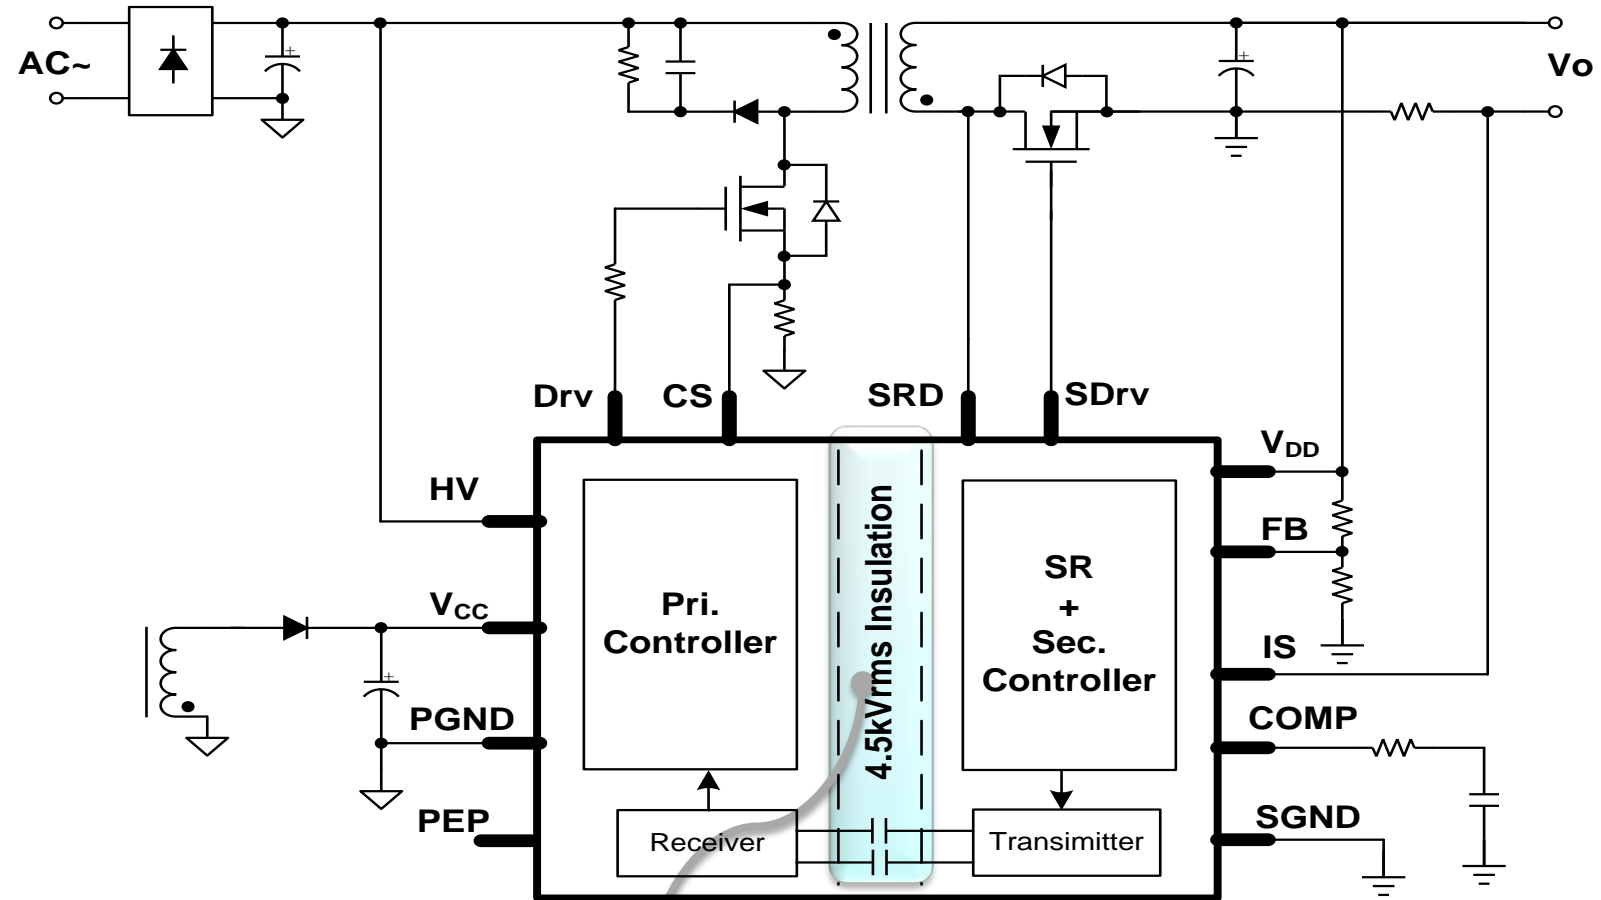 AC~
Vo
Drv
CS
SRD
SDrv
HV
VCC
PGND
PEP
VDD
FB
IS
COMP
SGND
Pri.
Controller
4.5kVrms Insulation
SR
+
Sec.
Controller
Receiver
Transimitter
+
+
+